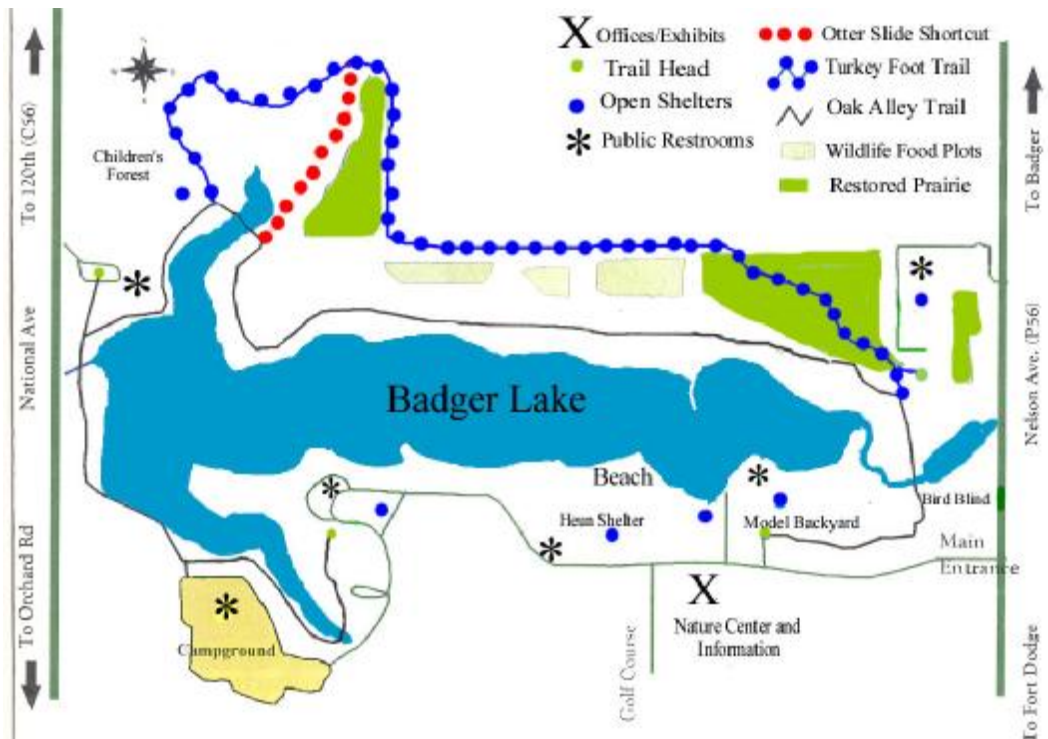 X Offices/Exhibits
Trail Head
Open Shelters
Public Restrooms
Otter Slide Shortcut
Turkey Foot Trail
Oak Alley Trail
Wildlife Food Plots
Restored Prairie
To 120th (C56)
National Ave
To Orchard Rd
Children's
Forest
To Badger
Nelson Ave. (P56)
To Fort Dodge
Badger Lake
Beach
Heun Shelter
Model Backyard
Bird Blind
Main
Entrance
X
Nature Center and
Information
Golf Course
Campground